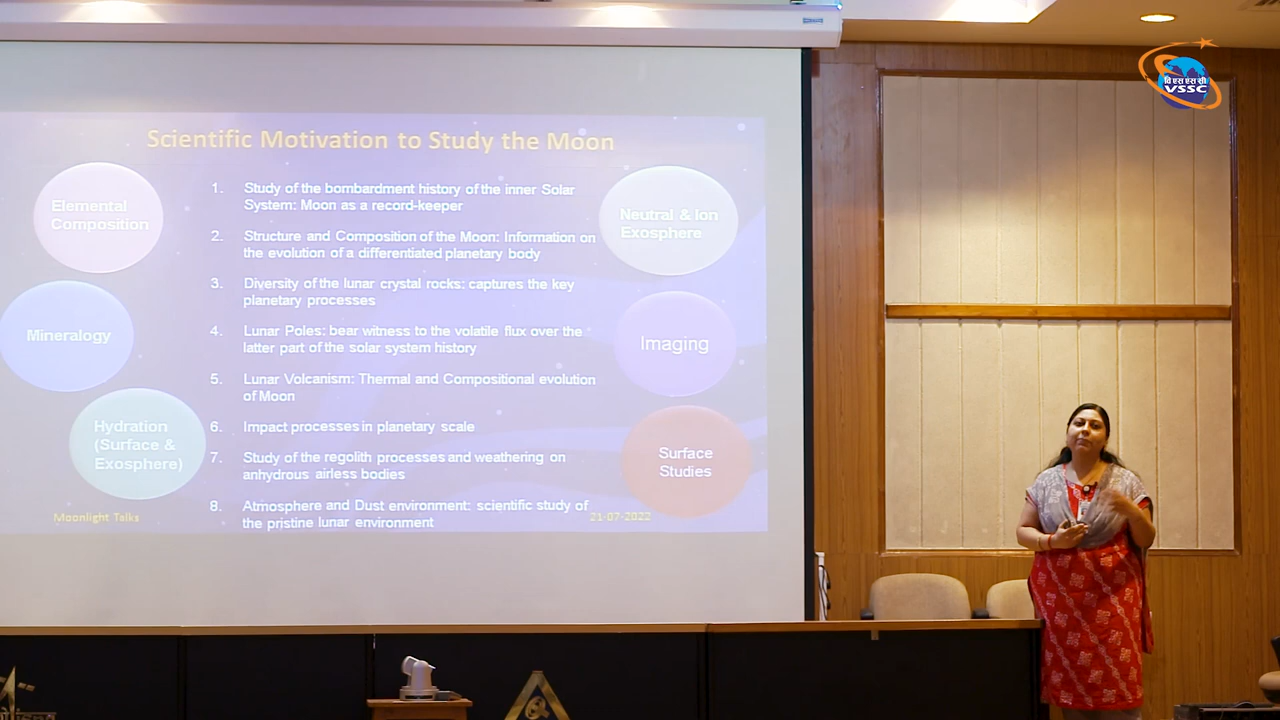 वि एस एस सी
VSSC
Scientific Motivation to Study the Moon
Elemental
Composition
Mineralogy
Hydration
(Surface &
Exosphere)
1. Study of the bombardment history of the inner Solar
System: Moon as a record-keeper
2. Structure and Composition of the Moon: Information on
the evolution of a differentiated planetary body
3. Diversity of the lunar crystal rocks: captures the key
planetary processes
4. Lunar Poles: bear witness to the volatile flux over the
latter part of the solar system history
5. Lunar Volcanism: Thermal and Compositional evolution
of Moon
6. Impact processes in planetary scale
7. Study of the regolith processes and weathering on
anhydrous airless bodies
8. Atmosphere and Dust environment: scientific study of
the pristine lunar environment
Neutral & Ion
Exosphere
Imaging
Surface
Studies
Moonlight Talks
21-07-2022